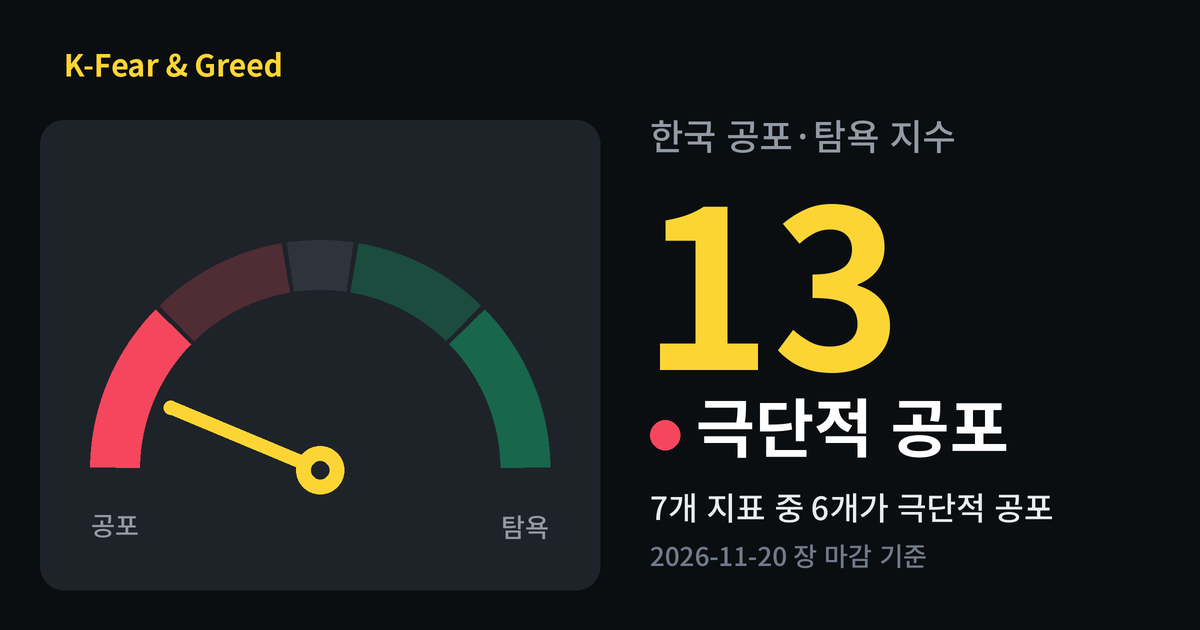 K-Fear & Greed
한국 공포·탐욕 지수
13
극단적 공포
7개 지표 중 6개가 극단적 공포
2026-11-20 장 마감 기준
공포
탐욕